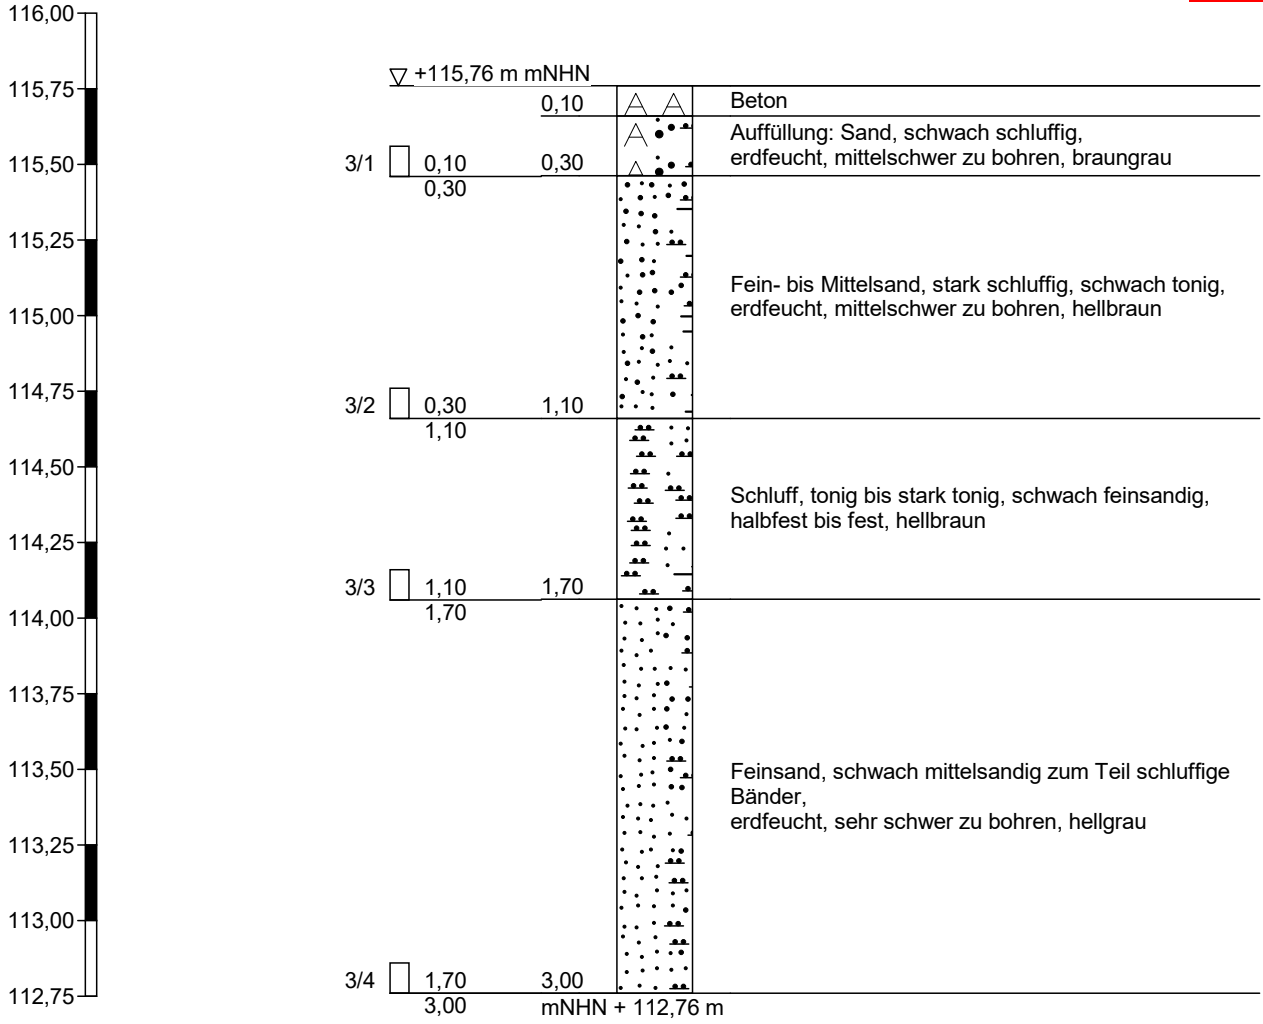 116,00
+115,76 m mNHN
115,75
0,10
Beton
Auffüllung: Sand, schwach schluffig,
erdfeucht, mittelschwer zu bohren, braungrau
115,50
3/1
0,10
0,30
0,30
115,25
Fein- bis Mittelsand, stark schluffig, schwach tonig,
erdfeucht, mittelschwer zu bohren, hellbraun
115,00
114,75
3/2
0,30
1,10
1,10
114,50
Schluff, tonig bis stark tonig, schwach feinsandig,
halbfest bis fest, hellbraun
114,25
3/3
1,10
1,70
1,70
114,00
113,75
113,50
Feinsand, schwach mittelsandig zum Teil schluffige
Bänder,
erdfeucht, sehr schwer zu bohren, hellgrau
113,25
113,00
3/4
1,70
3,00
112,75
3,00
mNHN + 112,76 m